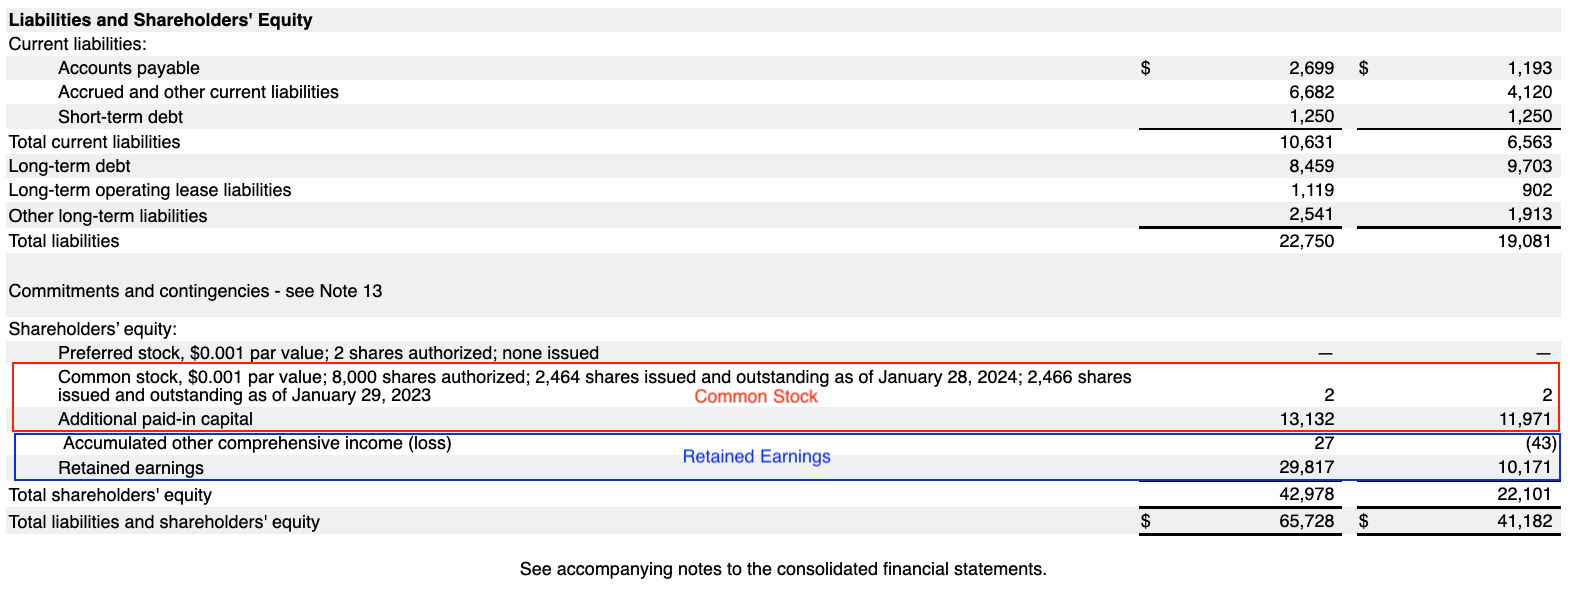 Liabilities and Shareholders' Equity
Current liabilities:
Accounts payable $ 2,699 $ 1,193
Accrued and other current liabilities 6,682 4,120
Short-term debt 1,250 1,250
Total current liabilities 10,631 6,563
Long-term debt 8,459 9,703
Long-term operating lease liabilities 1,119 902
Other long-term liabilities 2,541 1,913
Total liabilities 22,750 19,081
Commitments and contingencies - see Note 13
Shareholders’ equity:
Preferred stock, $0.001 par value; 2 shares authorized; none issued — —
Common stock, $0.001 par value; 8,000 shares authorized; 2,464 shares issued and outstanding as of January 28, 2024; 2,466 shares
issued and outstanding as of January 29, 2023 Common Stock 2 2
Additional paid-in capital 13,132 11,971
Accumulated other comprehensive income (loss) 27 (43)
Retained Earnings
Retained earnings 29,817 10,171
Total shareholders' equity 42,978 22,101
Total liabilities and shareholders' equity $ 65,728 $ 41,182
See accompanying notes to the consolidated financial statements.